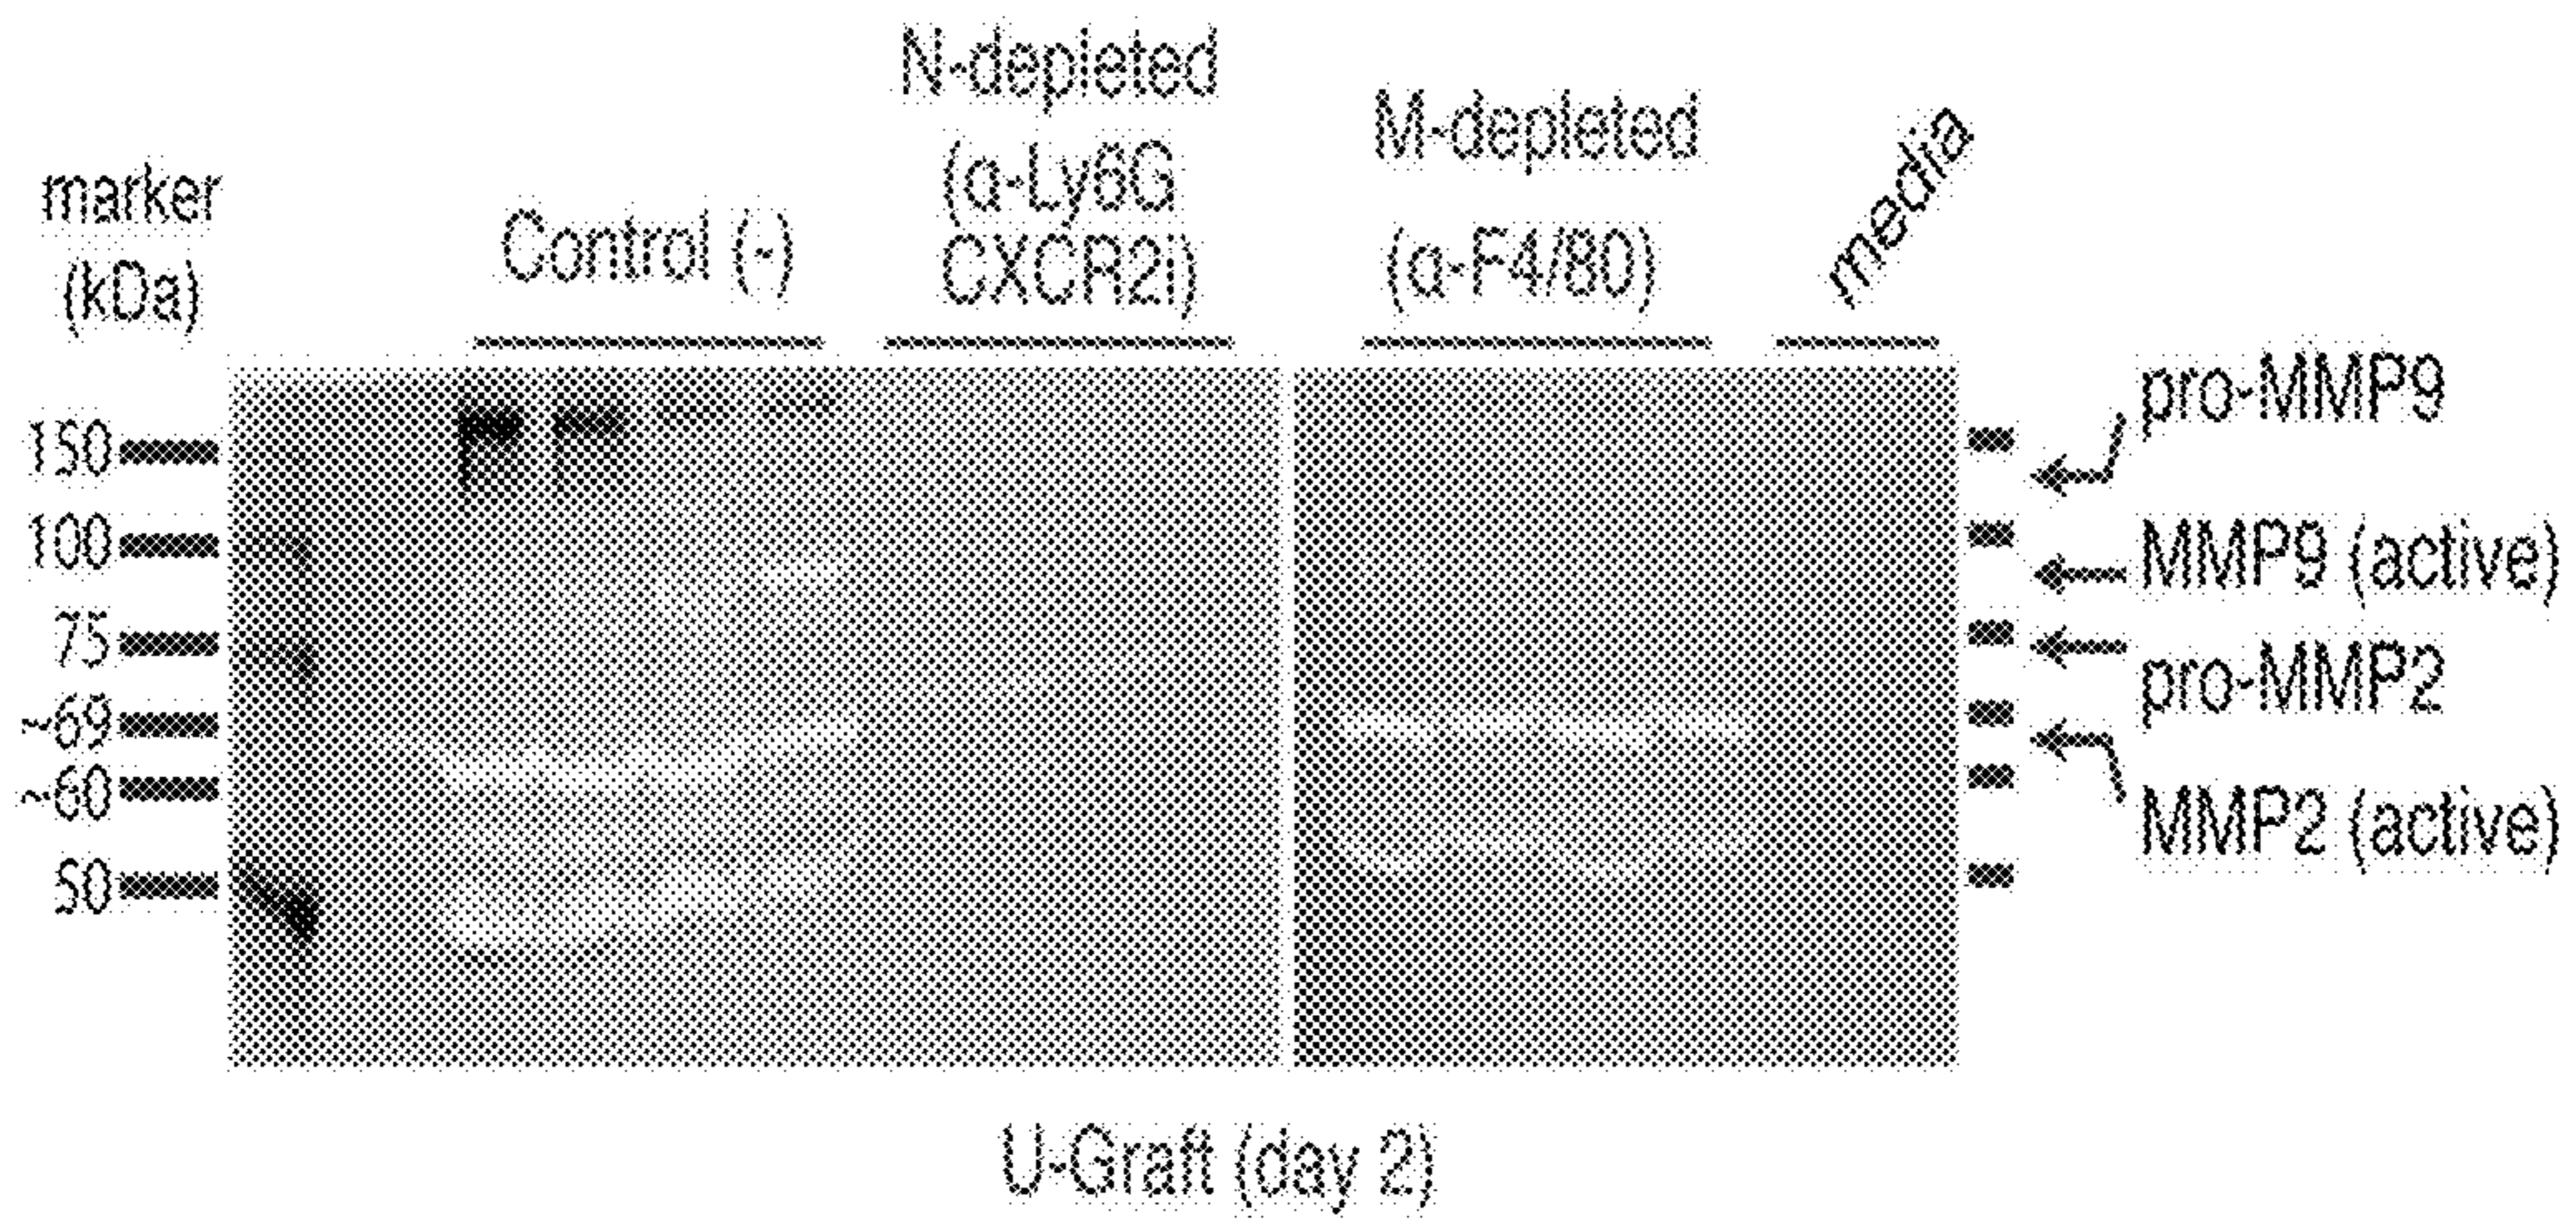 marker
(kDa)
Control (-)
N-depleted
(α-Ly6G
CXCR2i)
M-depleted
(α-F4/80)
media
150
100
75
~69
~60
50
pro-MMP9
MMP9 (active)
pro-MMP2
MMP2 (active)
U-Graft (day 2)